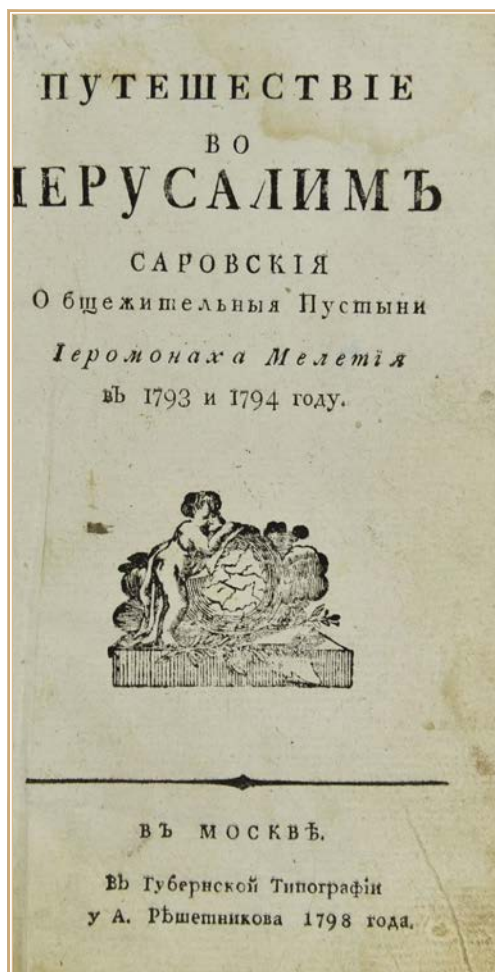 ПУТЕШЕСТВІЕ
ВО
ІЕРУСАЛИМЪ
САРОВСКІЯ
Общежительныя Пустыни
Іеромонаха Мелетія
въ 1793 и 1794 году.
ВЪ МОСКВѢ.
Въ Губернской Типографіи
у А. Рѣшетникова 1798 года.